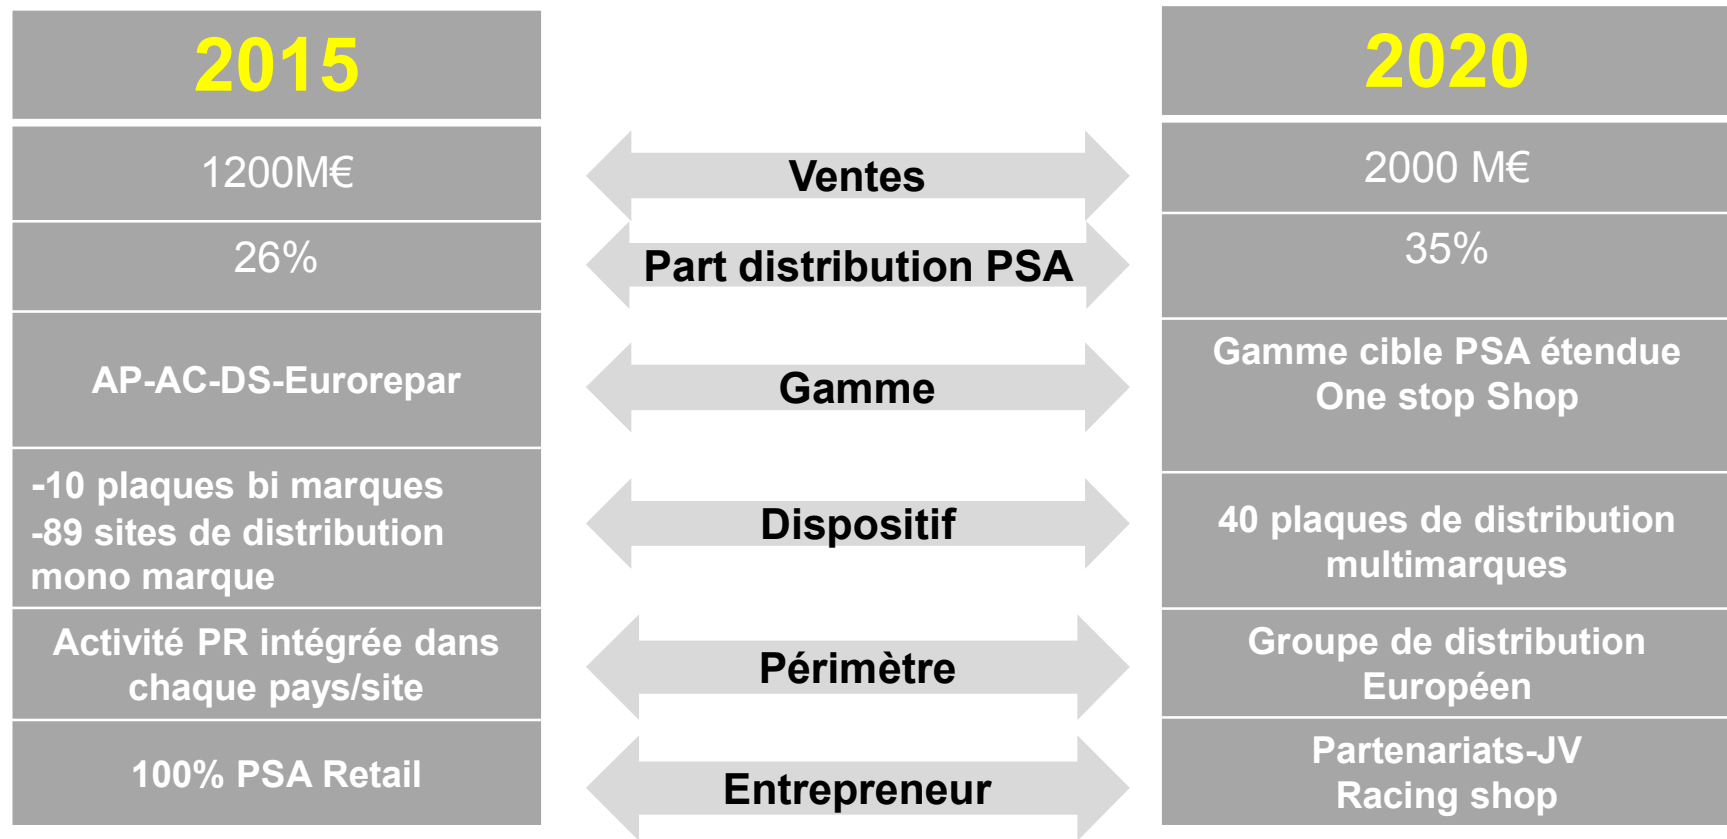 2015
2020
1200M€
Ventes
2000 M€
26%
Part distribution PSA
35%
AP-AC-DS-Eurorepar
Gamme
Gamme cible PSA étendue
One stop Shop
-10 plaques bi marques
-89 sites de distribution
mono marque
Dispositif
40 plaques de distribution
multimarques
Activité PR intégrée dans
chaque pays/site
Périmètre
Groupe de distribution
Européen
100% PSA Retail
Entrepreneur
Partenariats-JV
Racing shop